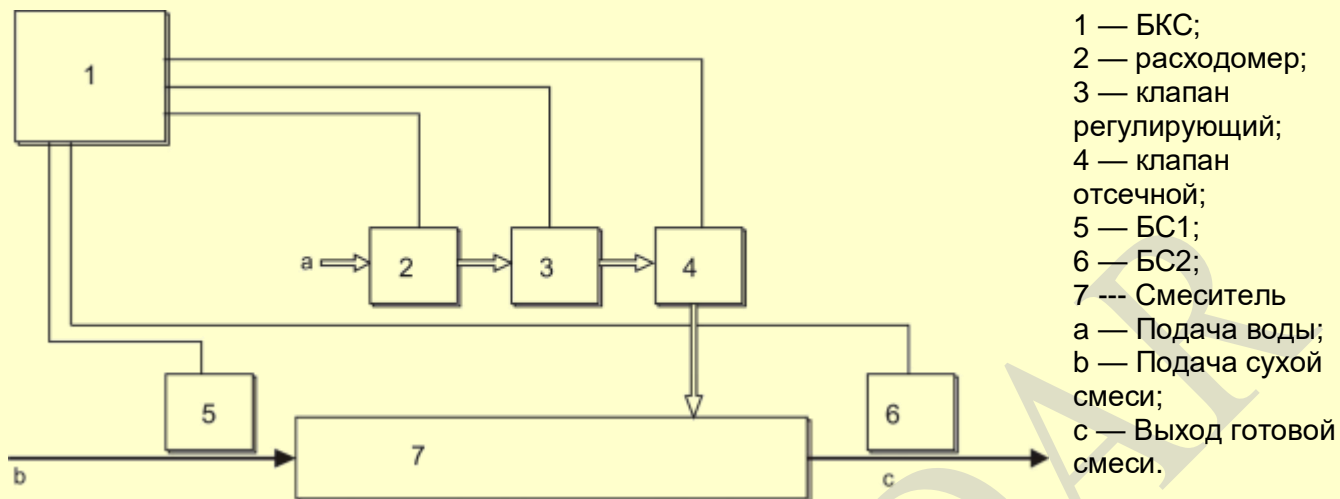 1
2
3
4
5
6
7
a
b
c
1 — БКС;
2 — расходомер;
3 — клапан
регулирующий;
4 — клапан
отсечной;
5 — БС1;
6 — БС2;
7 --- Смеситель
a — Подача воды;
b — Подача сухой
смеси;
c — Выход готовой
смеси.